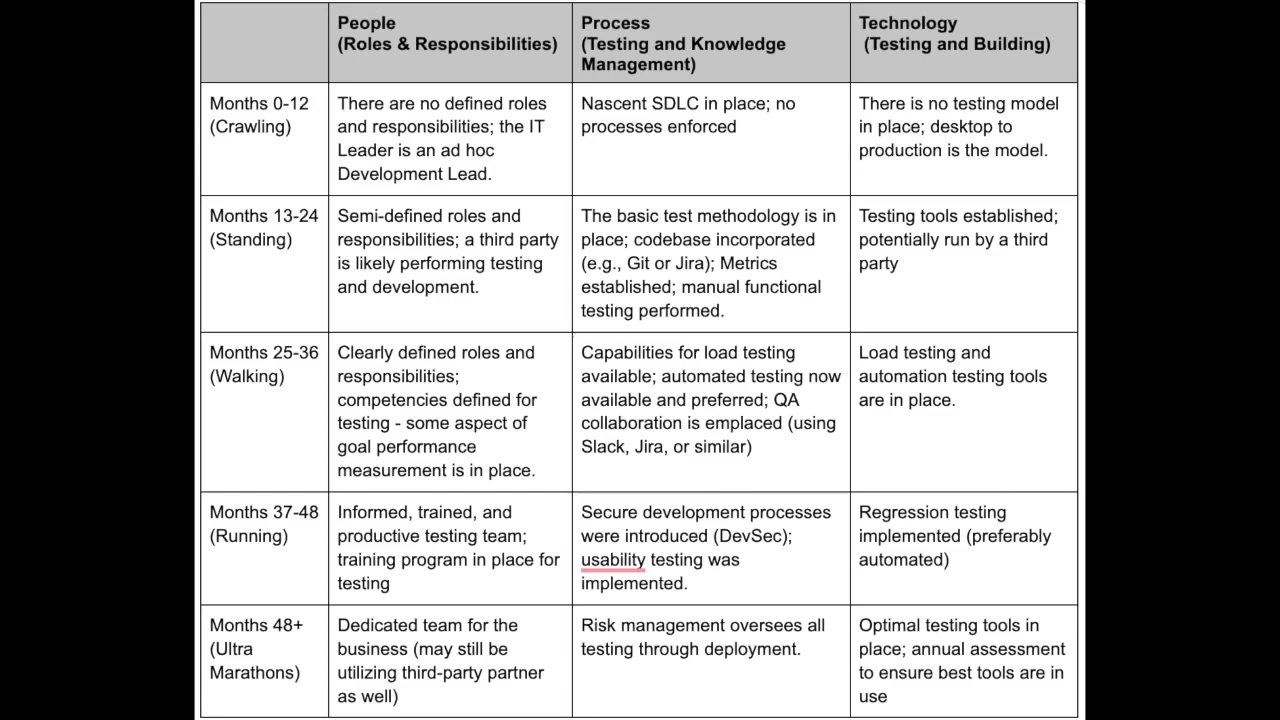 People
(Roles & Responsibilities)
Process
(Testing and Knowledge
Management)
Technology
(Testing and Building)
Months 0-12
(Crawling)
There are no defined roles
and responsibilities; the IT
Leader is an ad hoc
Development Lead.
Nascent SDLC in place; no
processes enforced
There is no testing model
in place; desktop to
production is the model.
Months 13-24
(Standing)
Semi-defined roles and
responsibilities; a third party
is likely performing testing
and development.
The basic test methodology is in
place; codebase incorporated
(e.g., Git or Jira); Metrics
established; manual functional
testing performed.
Testing tools established;
potentially run by a third
party
Months 25-36
(Walking)
Clearly defined roles and
responsibilities;
competencies defined for
testing - some aspect of
goal performance
measurement is in place.
Capabilities for load testing
available; automated testing now
available and preferred; QA
collaboration is emplaced (using
Slack, Jira, or similar)
Load testing and
automation testing tools
are in place.
Months 37-48
(Running)
Informed, trained, and
productive testing team;
training program in place for
testing
Secure development processes
were introduced (DevSec);
usability testing was
implemented.
Regression testing
implemented (preferably
automated)
Months 48+
(Ultra
Marathons)
Dedicated team for the
business (may still be
utilizing third-party partner
as well)
Risk management oversees all
testing through deployment.
Optimal testing tools in
place; annual assessment
to ensure best tools are in
use